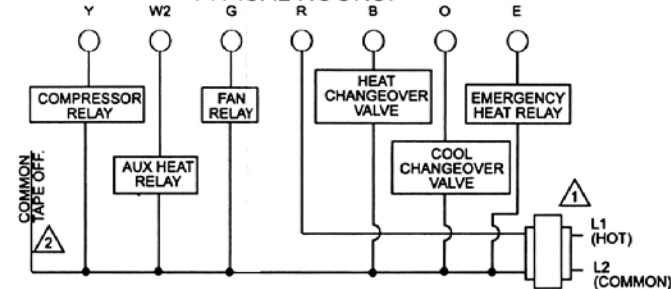 Y W2 G R B O E
COMPRESSOR
RELAY
FAN
RELAY
HEAT
CHANGEOVER
VALVE
EMERGENCY
HEAT RELAY
AUX HEAT
RELAY
COOL
CHANGEOVER
VALVE
COMMON
TAPE OFF.
2
1
L1
(HOT)
L2
(COMMON)